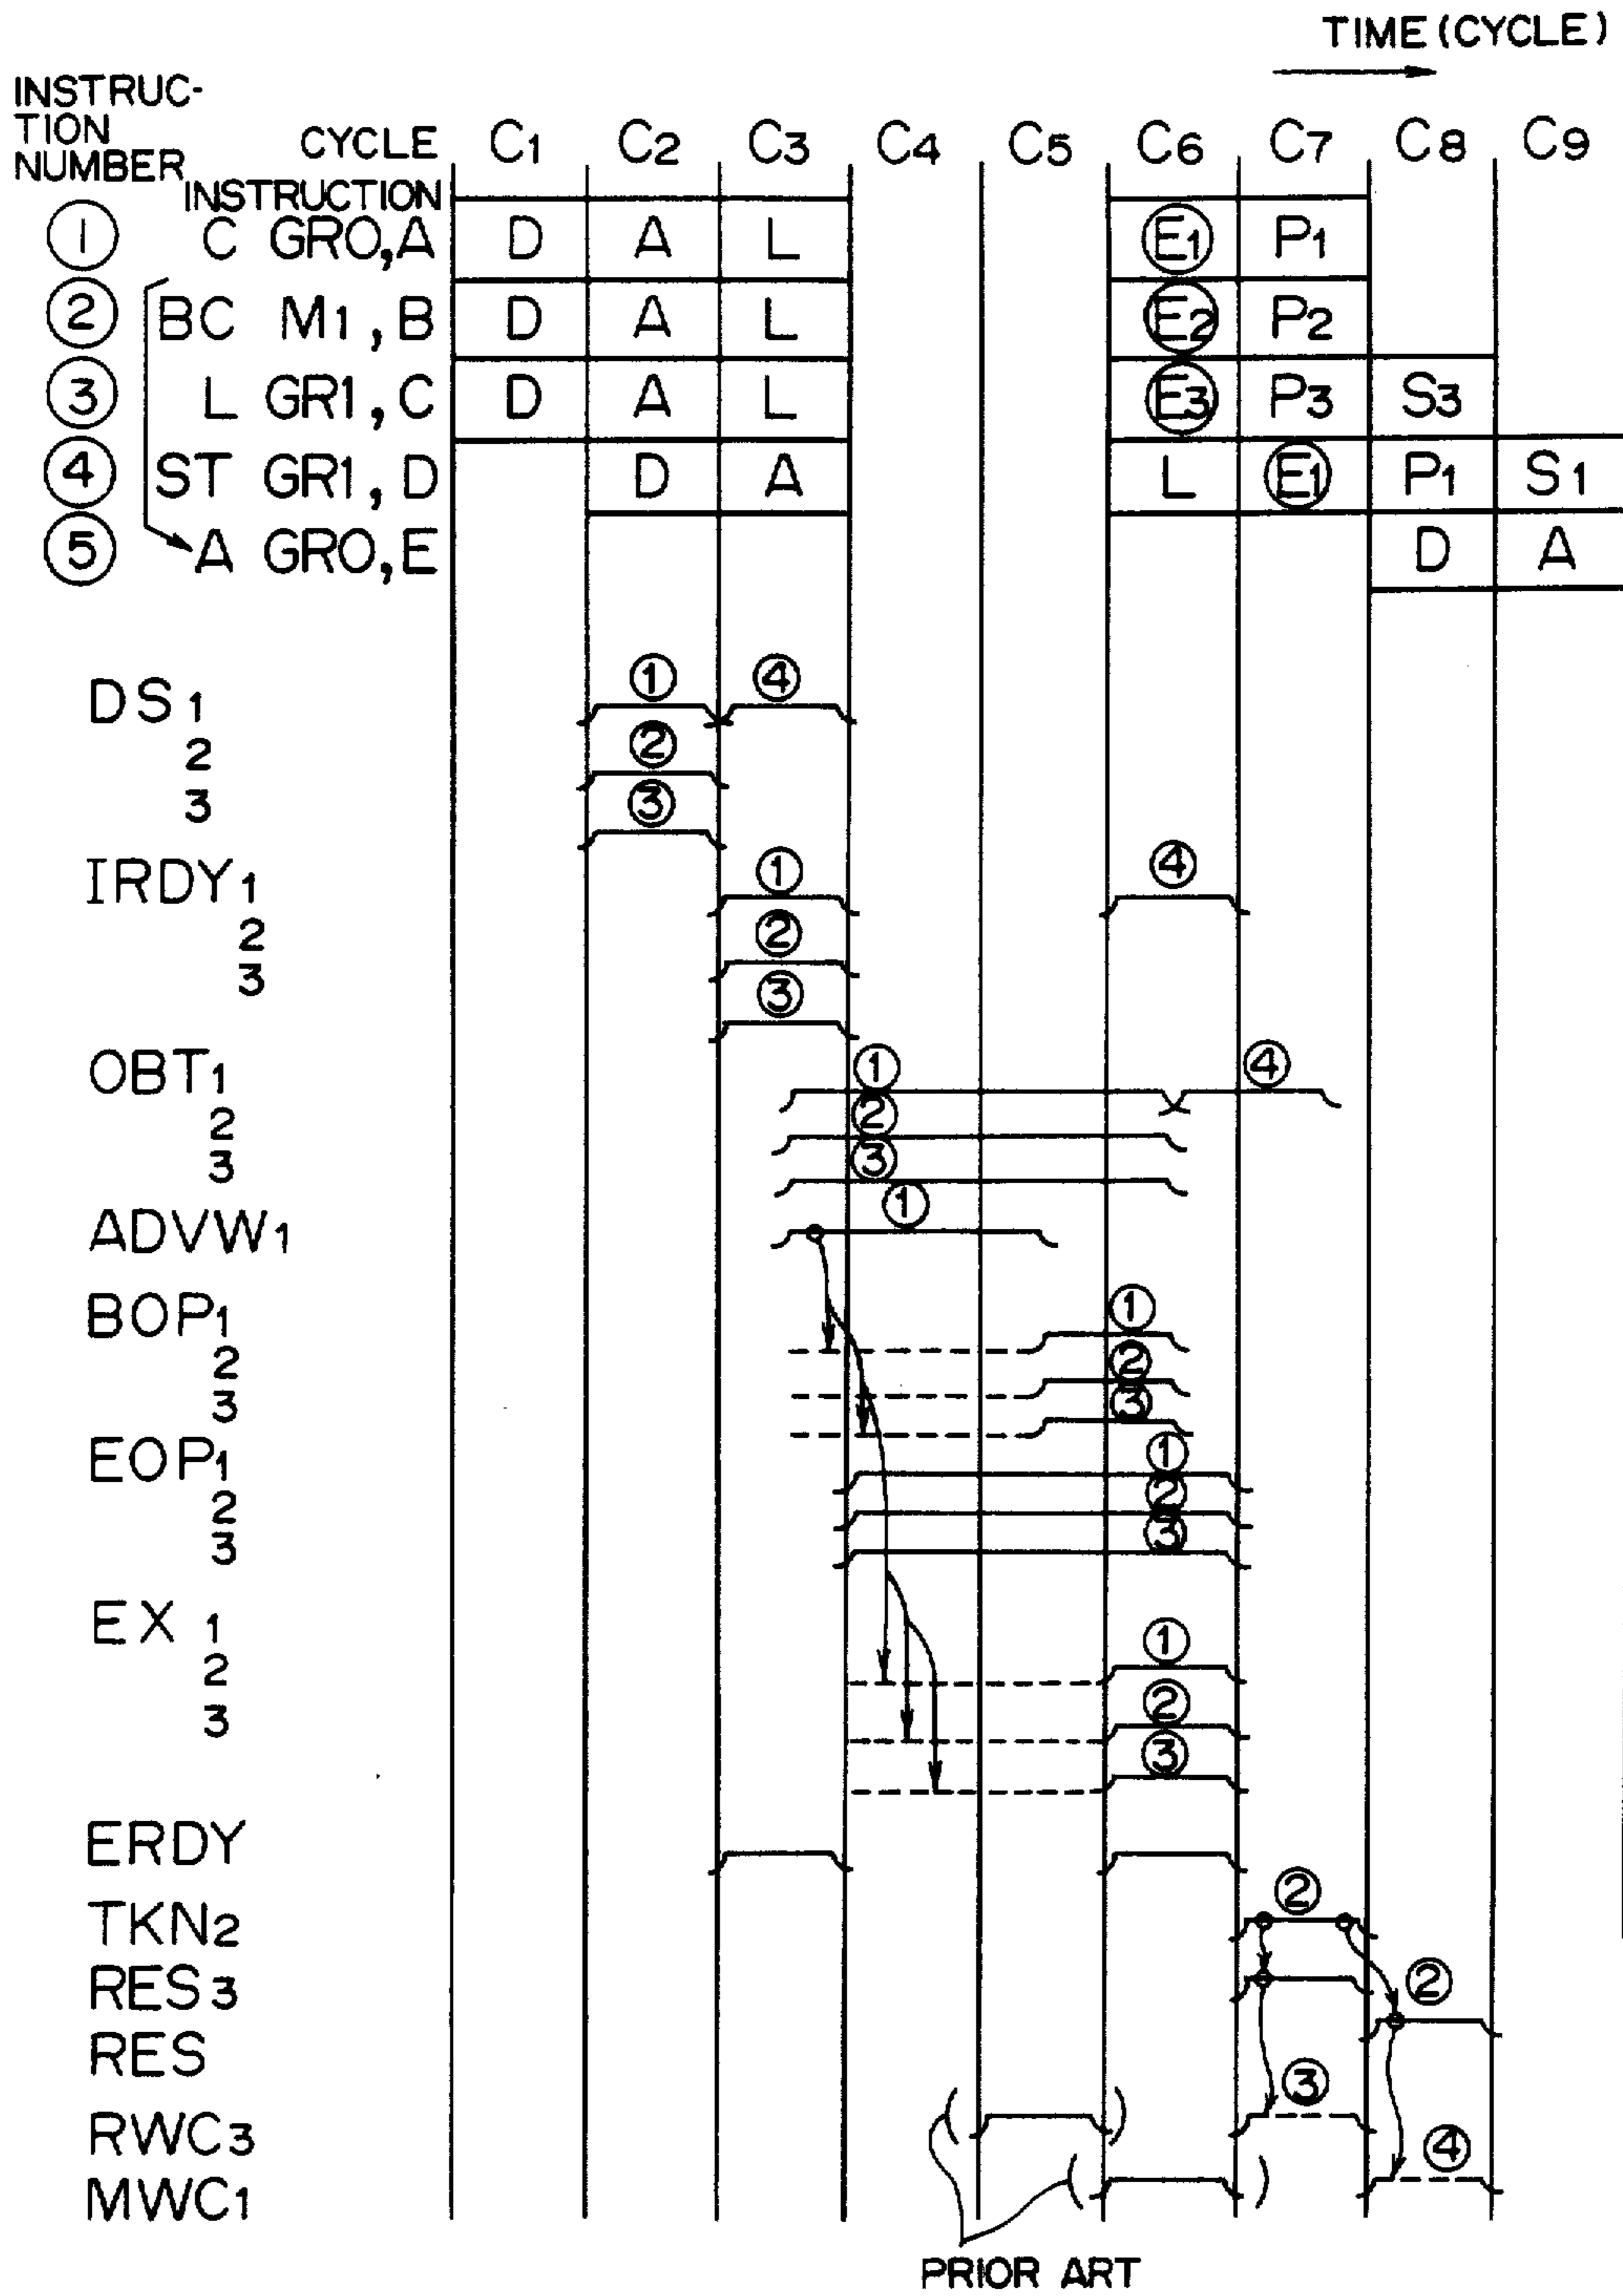 TIME (CYCLE)
INSTRUC-
TION
NUMBER
CYCLE C1 C2 C3 C4 C5 C6 C7 C8 C9
INSTRUCTION
① C GR0,A D A L E1 P1
② BC M1,B D A L E2 P2
③ L GR1,C D A L E3 P3 S3
④ ST GR1,D D A L E1 P1 S1
⑤ A GR0,E D A
DS1 ① ④
2 ②
3 ③
IRDY1 ① ④
2 ②
3 ③
OBT1 ① ④
2 ②
3 ③
ADVW1 ①
BOP1 ①
2 ②
3 ③
EOP1 ①
2 ②
3 ③
EX 1 ①
2 ②
3 ③
ERDY
TKN2 ②
RES3 ②
RES
RWC3 ( ) ③
MWC1 ( ) ④
PRIOR ART